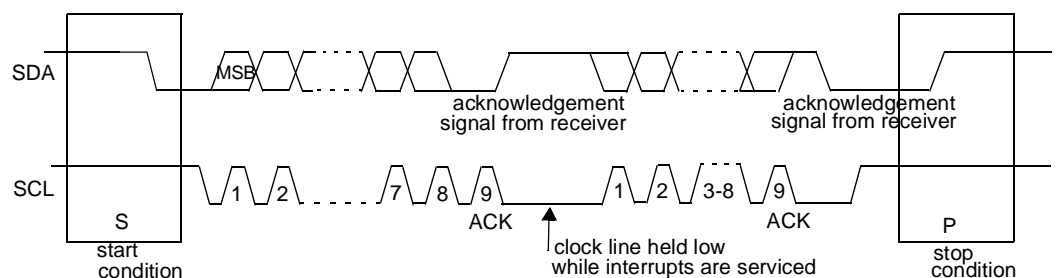 SDA
MSB
acknowledgement
signal from receiver
acknowledgement
signal from receiver
SCL
1
2
7
8
9
1
2
3-8
9
ACK
ACK
S
P
start
condition
clock line held low
while interrupts are serviced
stop
condition